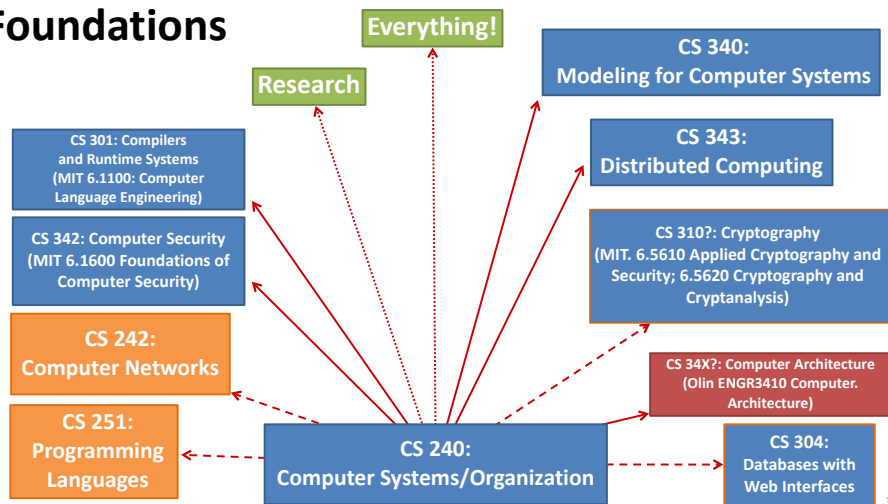 Foundations
Everything!
Research
CS 340:
Modeling for Computer Systems
CS 301: Compilers
and Runtime Systems
(MIT 6.1100: Computer
Language Engineering)
CS 343:
Distributed Computing
CS 342: Computer Security
(MIT 6.1600 Foundations of
Computer Security)
CS 310?: Cryptography
(MIT. 6.5610 Applied Cryptography and
Security; 6.5620 Cryptography and
Cryptanalysis)
CS 242:
Computer Networks
CS 34X?: Computer Architecture
(Olin ENGR3410 Computer.
Architecture)
CS 251:
Programming
Languages
CS 240:
Computer Systems/Organization
CS 304:
Databases with
Web Interfaces